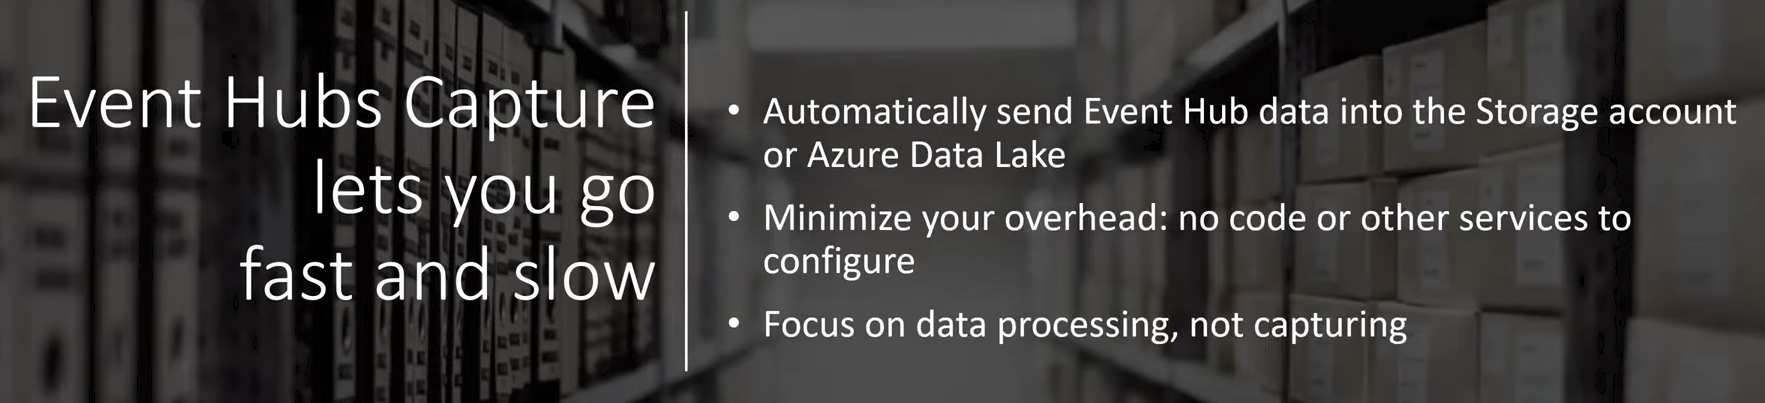 Event Hubs Capture
lets you go
fast and slow
• Automatically send Event Hub data into the Storage account
or Azure Data Lake
• Minimize your overhead: no code or other services to
configure
• Focus on data processing, not capturing